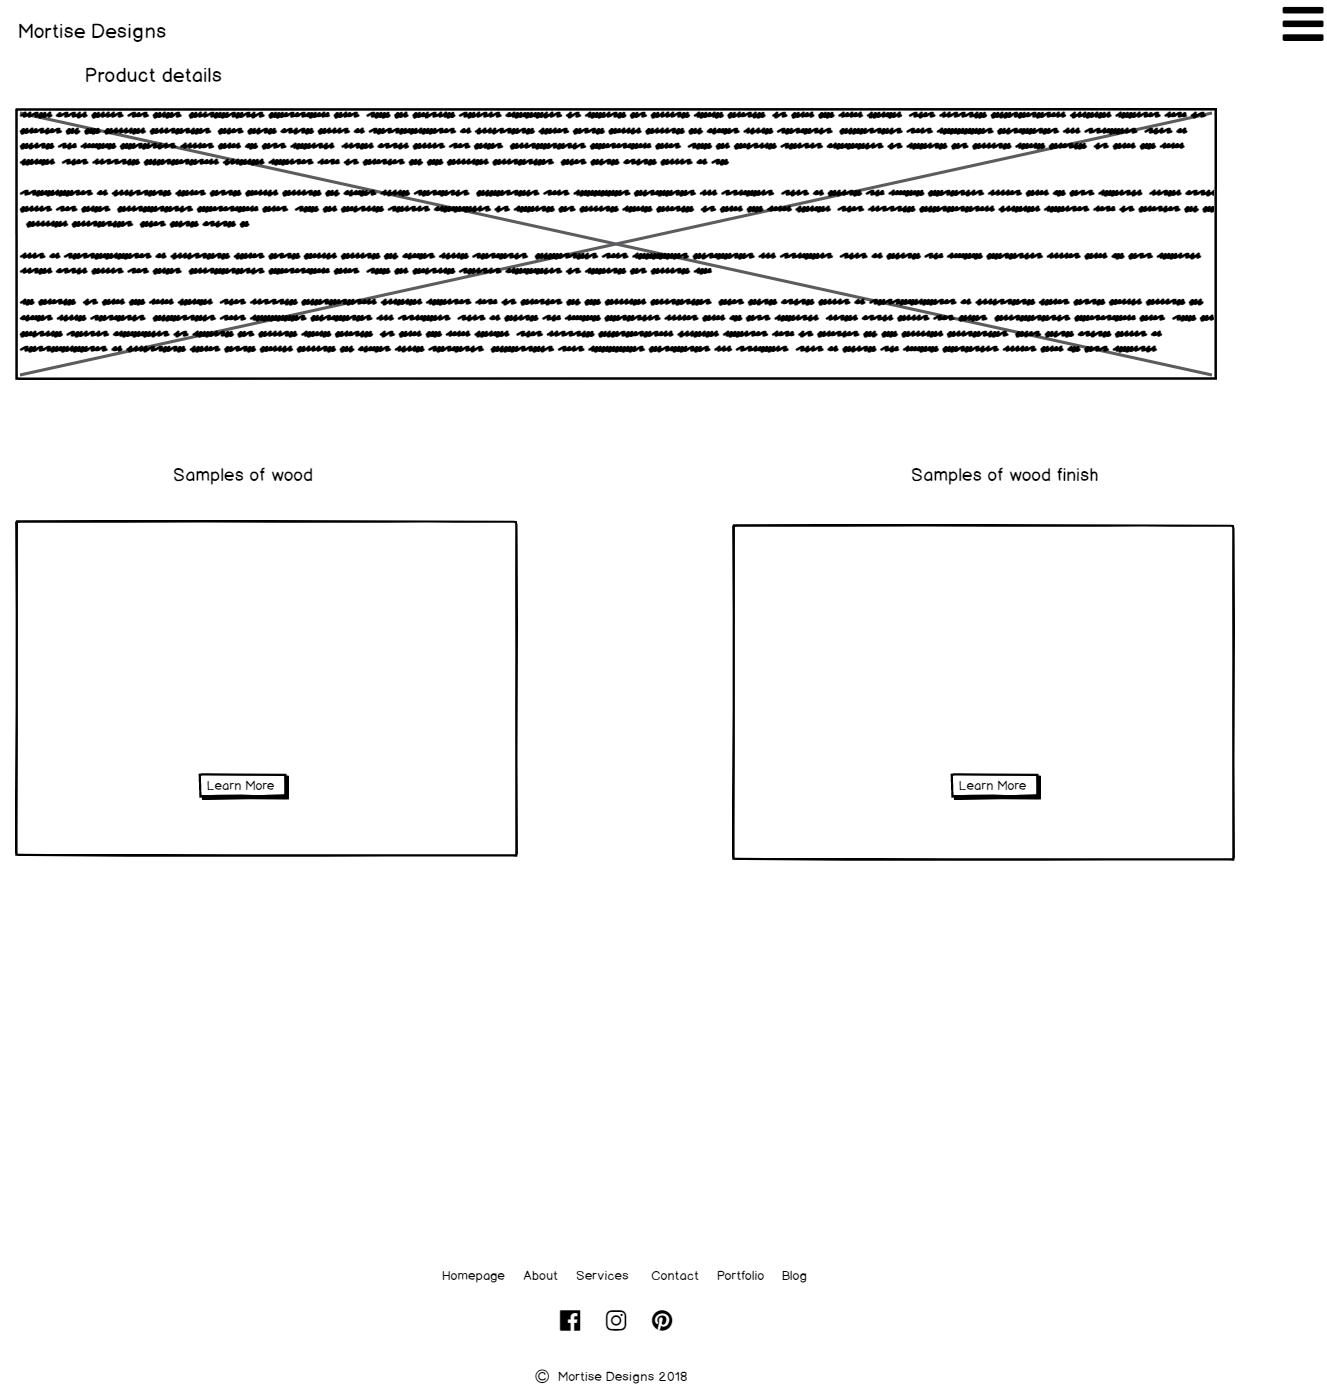 Mortise Designs
Product details
Samples of wood
Samples of wood finish
Learn More
Learn More
Homepage About Services Contact Portfolio Blog
© Mortise Designs 2018